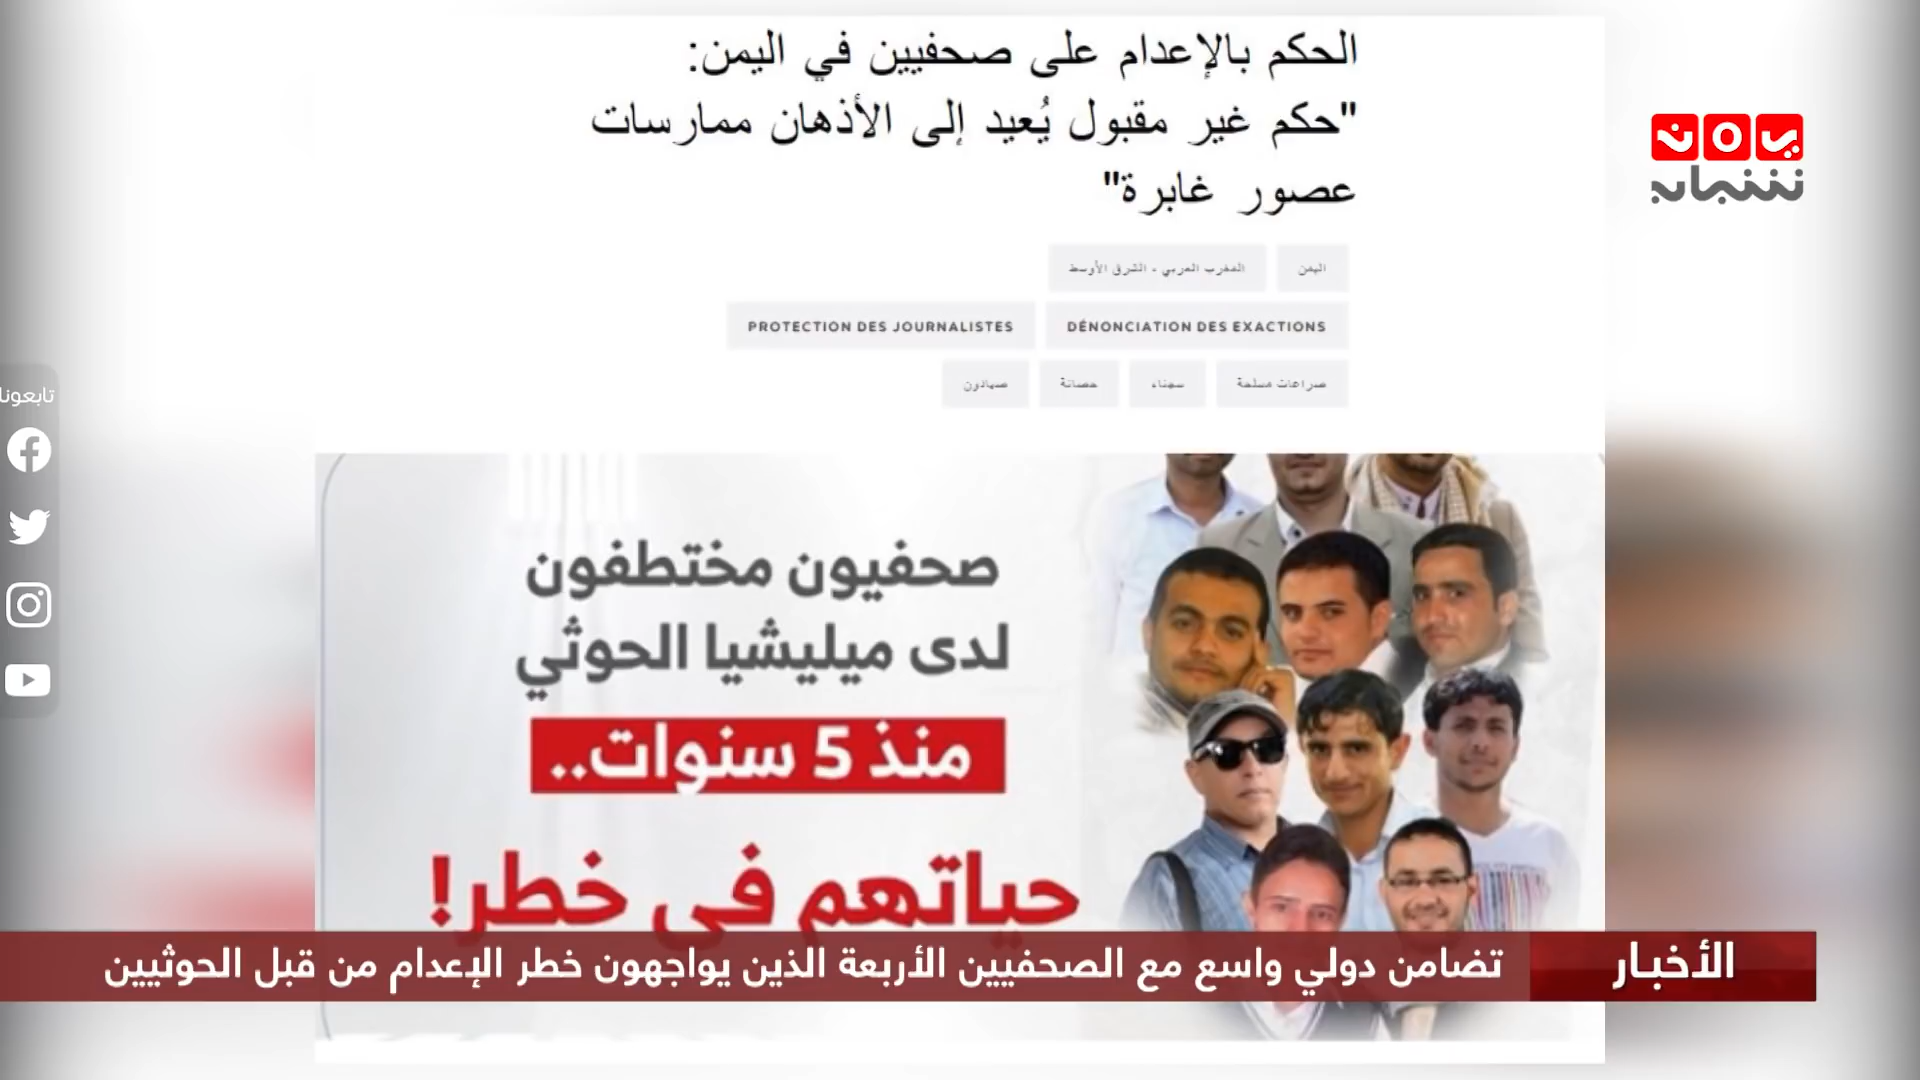 الحكم بالإعدام على صحفيين في اليمن:
"حكم غير مقبول يُعيد إلى الأذهان ممارسات
عصور غابرة"
يمن
شباب
اليمن
المغرب العربي - الشرق الأوسط
DÉNONCIATION DES EXACTIONS
PROTECTION DES JOURNALISTES
صراعات مسلحة
سجناء
حصانة
صيادون
تابعونا
صحفيون مختطفون
لدى ميليشيا الحوثي
منذ 5 سنوات..
حياتهم في خطر!
الأخبار
تضامن دولي واسع مع الصحفيين الأربعة الذين يواجهون خطر الإعدام من قبل الحوثيين